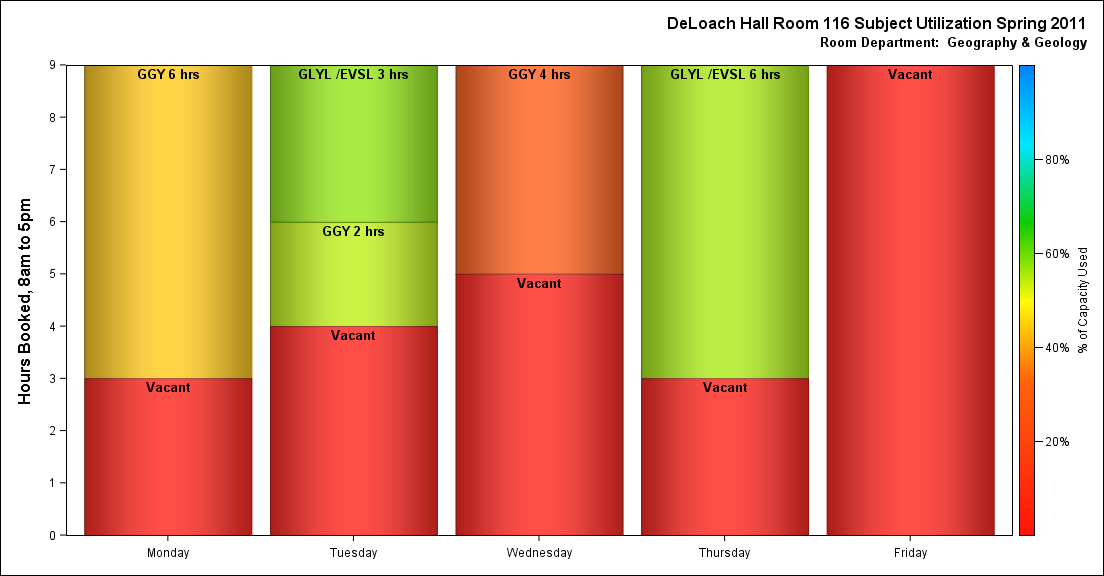 DeLoach Hall Room 116 Subject Utilization Spring 2011
Room Department:  Geography & Geology
Hours Booked, 8am to 5pm
9
8
7
6
5
4
3
2
1
0
GGY 6 hrs
Vacant
GLYL /EVSL 3 hrs
GGY 2 hrs
Vacant
GGY 4 hrs
Vacant
GLYL /EVSL 6 hrs
Vacant
Vacant
Monday
Tuesday
Wednesday
Thursday
Friday
80%
60%
40%
20%
% of Capacity Used